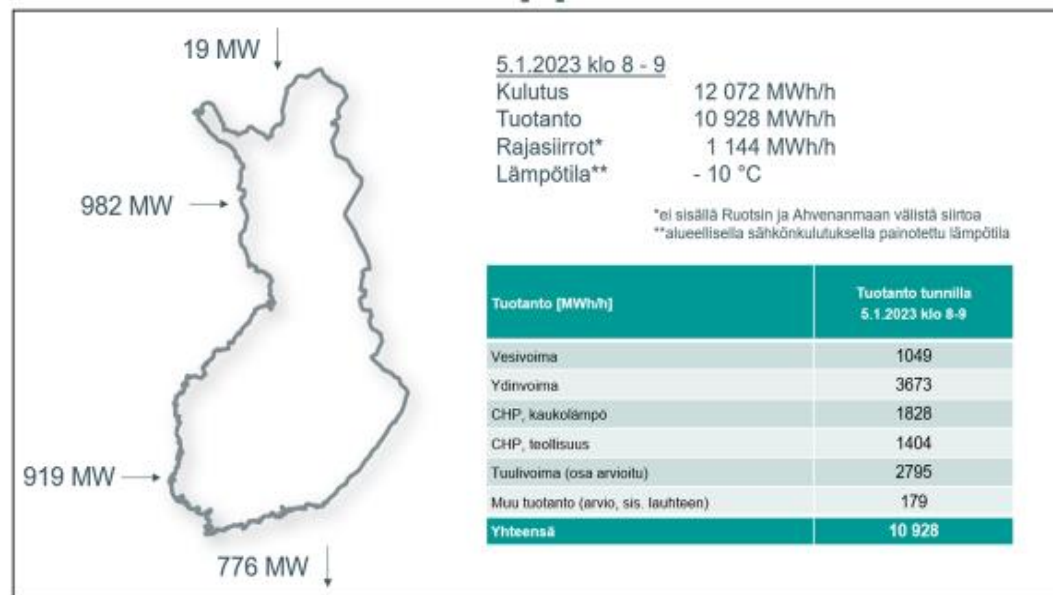 19 MW
982 MW
919 MW
776 MW
5.1.2023 klo 8 - 9
Kulutus 12 072 MWh/h
Tuotanto 10 928 MWh/h
Rajasiirrot* 1 144 MWh/h
Lämpötila** - 10 °C
*ei sisällä Ruotsin ja Ahvenanmaan välistä siirtoa
**alueellisella sähkönkulutuksella painotettu lämpötila
Tuotanto [MWh/h] Tuotanto tunnilla
5.1.2023 klo 8-9
Vesivoima 1049
Ydinvoima 3673
CHP, kaukolämpö 1828
CHP, teollisuus 1404
Tuulivoima (osa arvioitu) 2795
Muu tuotanto (arvio, sis. lauhteen) 179
Yhteensä 10 928